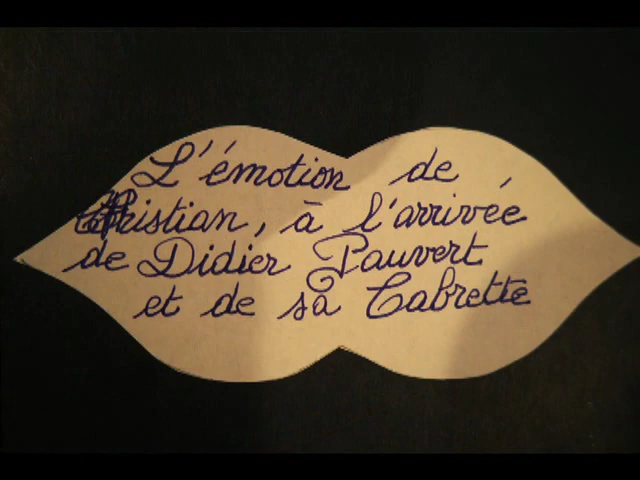 L'émotion de
Christian, à l'arrivée
de Didier Pauvert
et de sa Cabrette